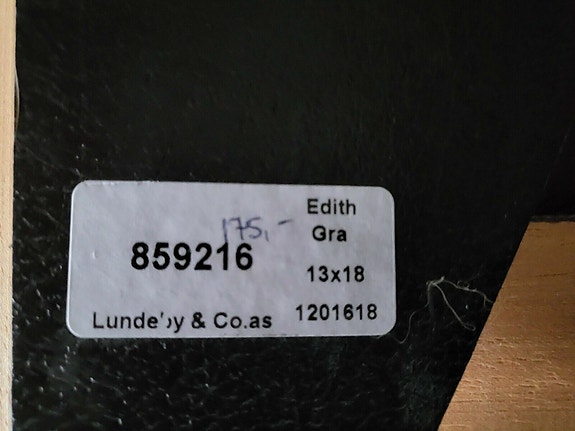 175,-
Edith
Gra
859216
13x18
Lundeby & Co.as
1201618